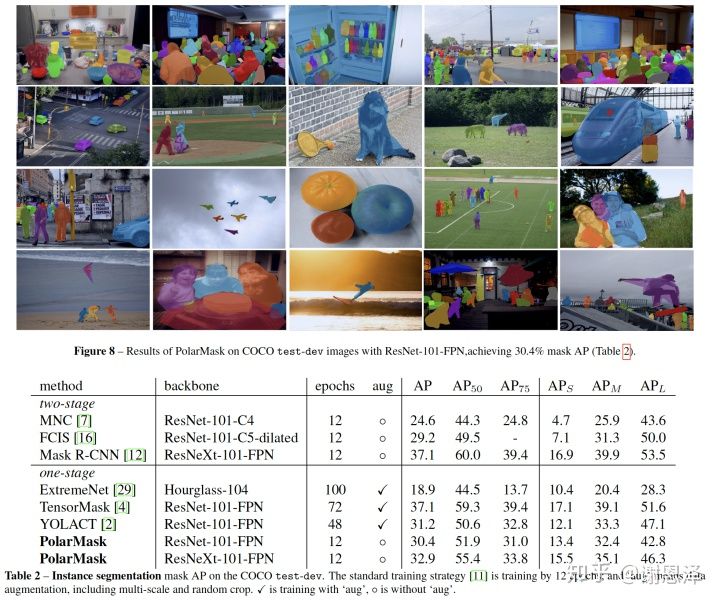 Figure 8 – Results of PolarMask on COCO test-dev images with ResNet-101-FPN,achieving 30.4% mask AP (Table 2).
method backbone epochs aug AP AP50 AP75 APS APM APL
two-stage
MNC [7] ResNet-101-C4 12 ○ 24.6 44.3 24.8 4.7 25.9 43.6
FCIS [16] ResNet-101-C5-dilated 12 ○ 29.2 49.5 - 7.1 31.3 50.0
Mask R-CNN [12] ResNeXt-101-FPN 12 ○ 37.1 60.0 39.4 16.9 39.9 53.5
one-stage
ExtremeNet [29] Hourglass-104 100 ✓ 18.9 44.5 13.7 10.4 20.4 28.3
TensorMask [4] ResNet-101-FPN 72 ✓ 37.1 59.3 39.4 17.1 39.1 51.6
YOLACT [2] ResNet-101-FPN 48 ✓ 31.2 50.6 32.8 12.1 33.3 47.1
PolarMask ResNet-101-FPN 12 ○ 30.4 51.9 31.0 13.4 32.4 42.8
PolarMask ResNeXt-101-FPN 12 ○ 32.9 55.4 33.8 15.5 35.1 46.3
Table 2 – Instance segmentation mask AP on the COCO test-dev. The standard training strategy [11] is training by 12 and 'aug' data
augmentation, including multi-scale and random crop. ✓ is training with 'aug', ○ is without 'aug'.
知乎 @谢恩泽